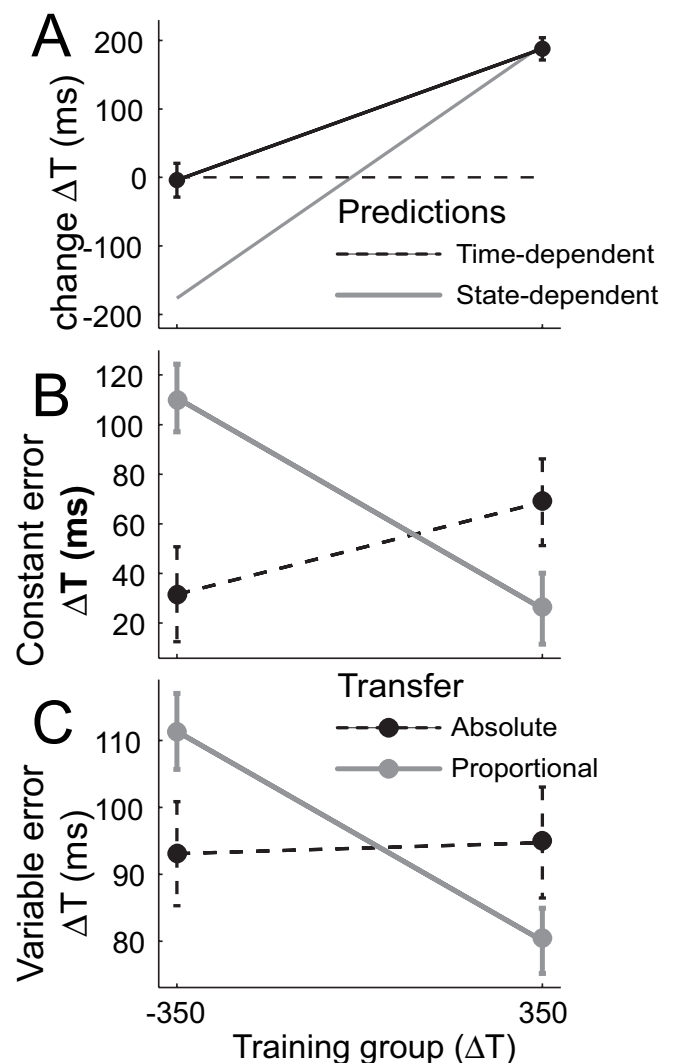 A
200
100
0
-100
-200
change ΔT (ms)
Predictions
Time-dependent
State-dependent
B
120
100
80
60
40
20
Constant error
ΔT (ms)
Transfer
Absolute
Proportional
C
110
100
90
80
Variable error
ΔT (ms)
-350
350
Training group (ΔT)